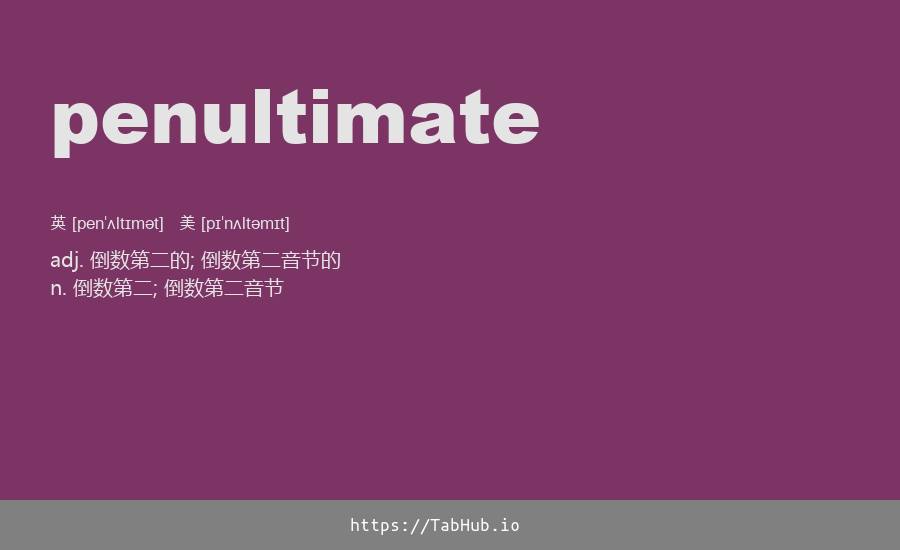 penultimate
英 [penˈʌltɪmət] 美 [pɪˈnʌltəmɪt]
adj. 倒数第二的; 倒数第二音节的
n. 倒数第二; 倒数第二音节
https://TabHub.io